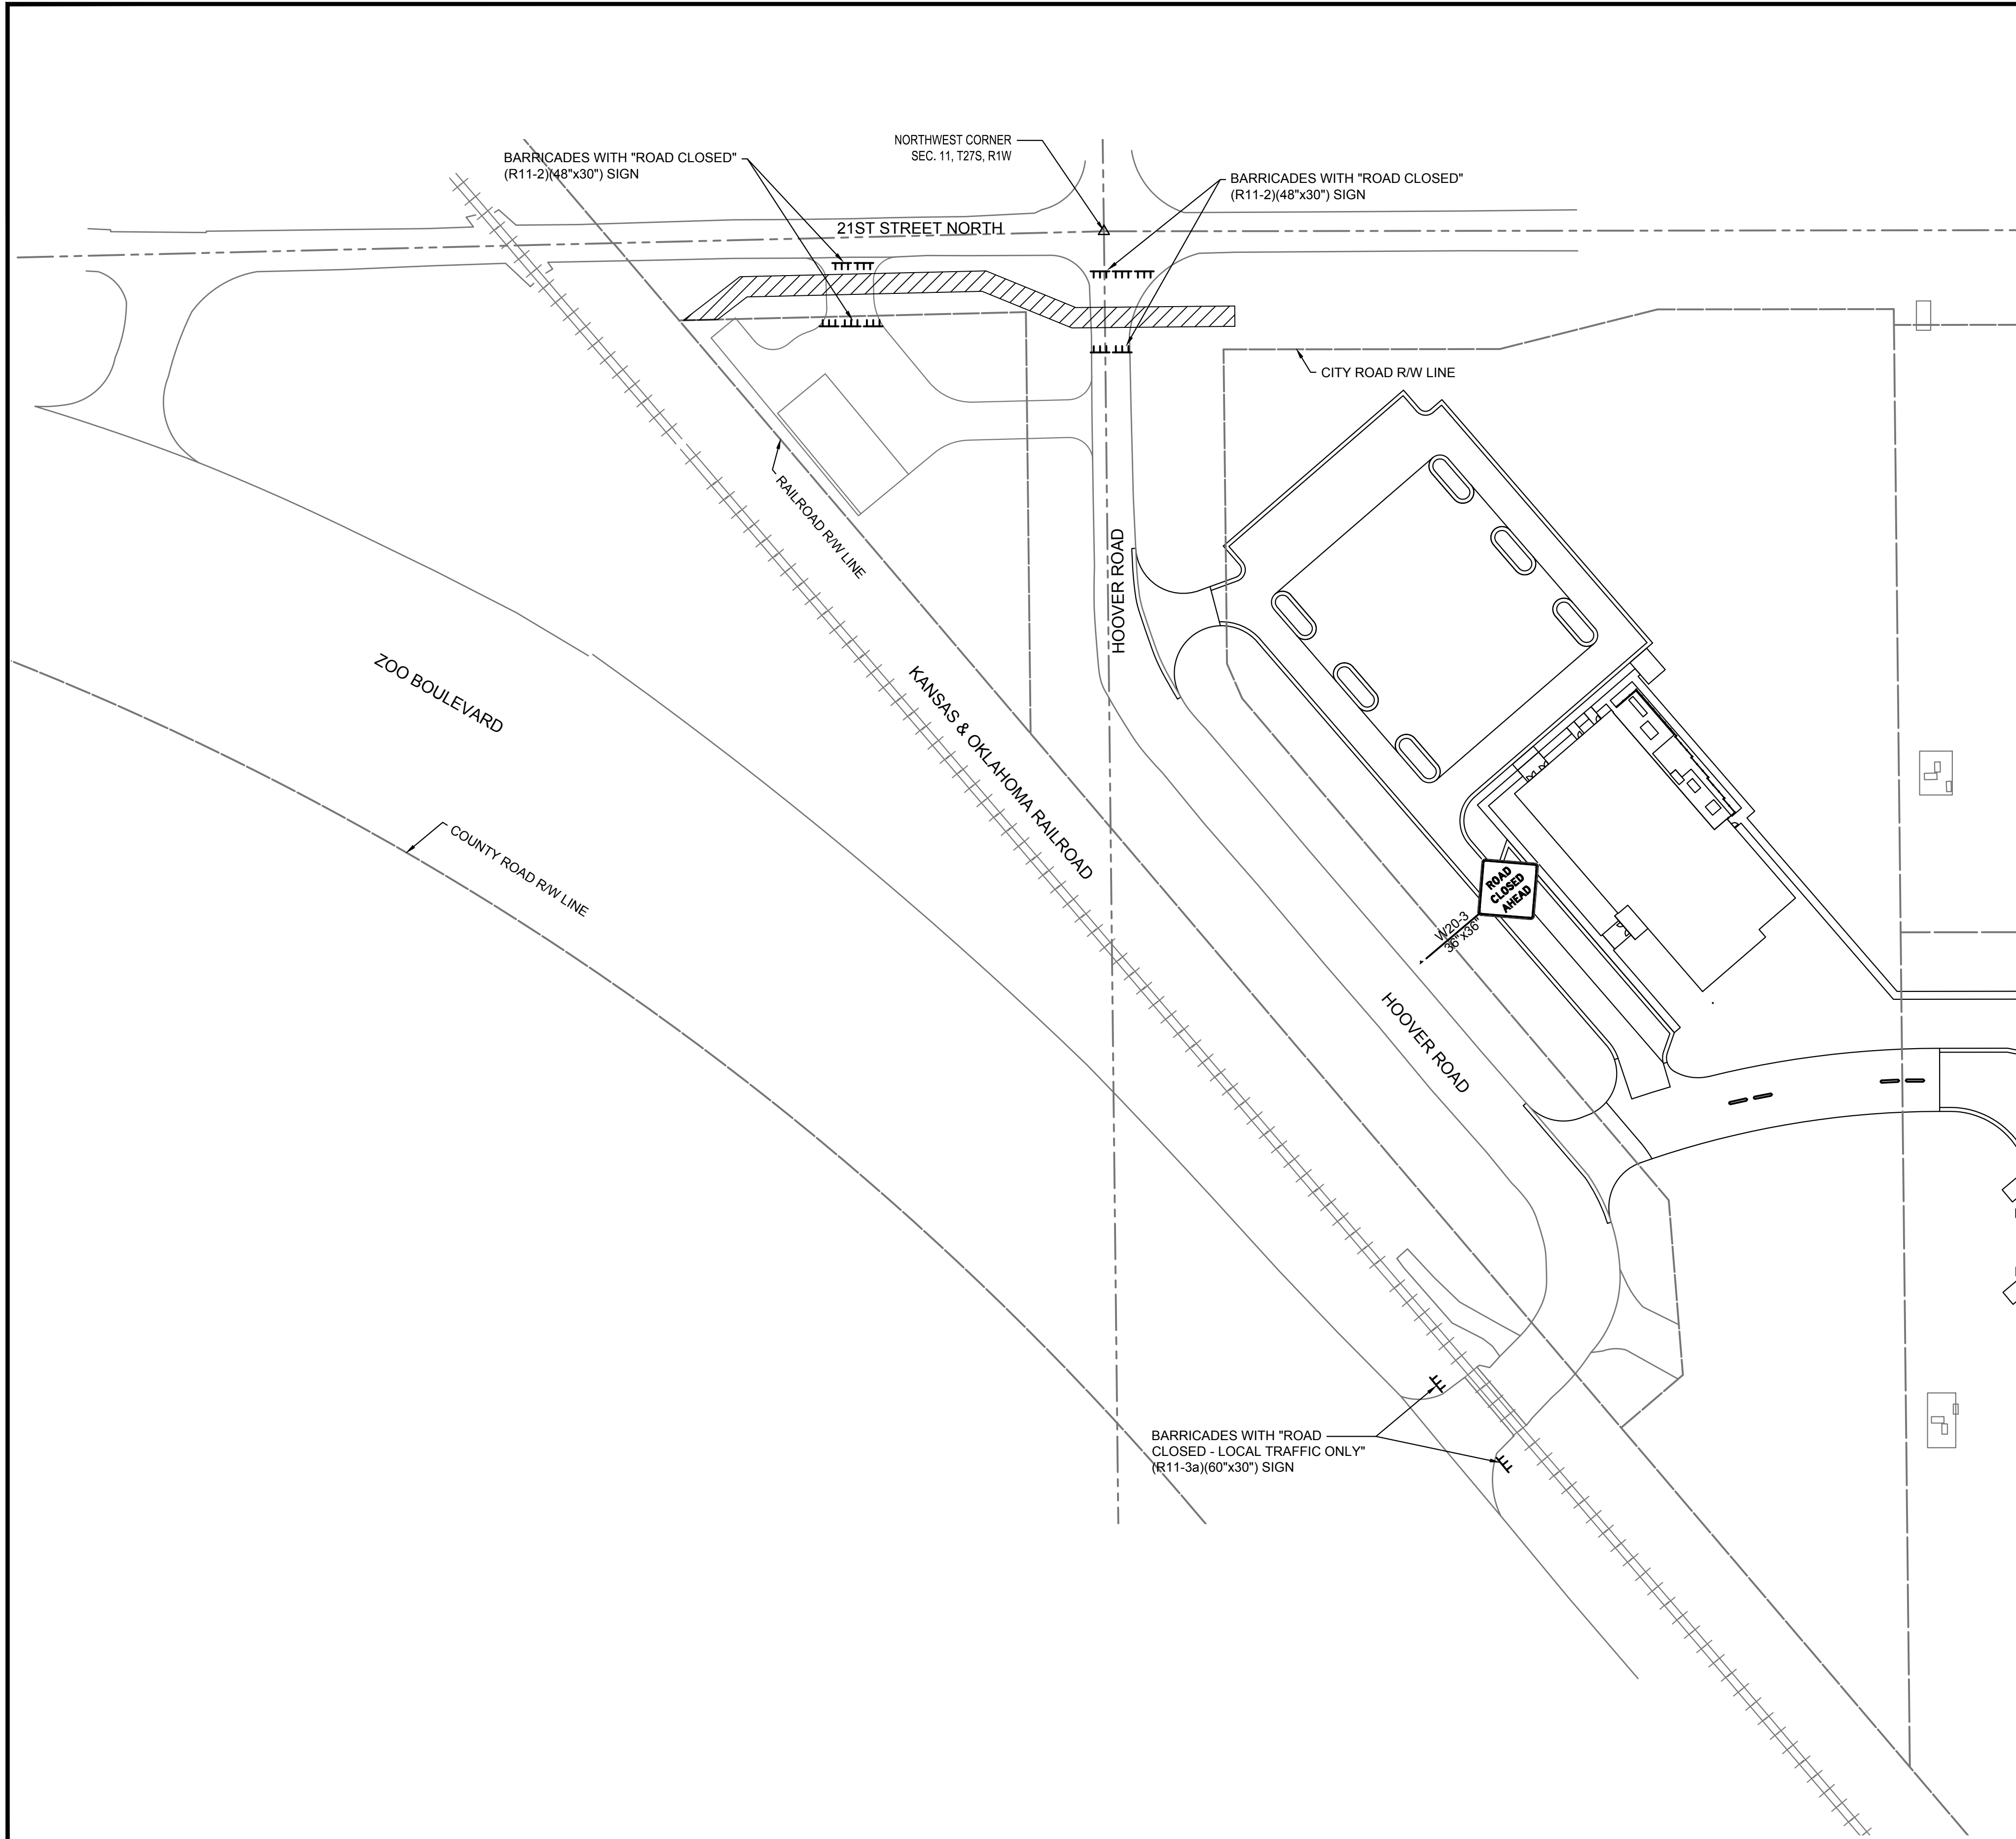 NORTHWEST CORNER
SEC. 11, T27S, R1W
BARRICADES WITH "ROAD CLOSED"
(R11-2)(48"x30") SIGN
BARRICADES WITH "ROAD CLOSED"
(R11-2)(48"x30") SIGN
21ST STREET NORTH
CITY ROAD R/W LINE
RAILROAD R/W LINE
HOOVER ROAD
ZOO BOULEVARD
KANSAS & OKLAHOMA RAILROAD
COUNTY ROAD R/W LINE
ROAD
CLOSED
AHEAD
W20-3
36"x36"
HOOVER ROAD
BARRICADES WITH "ROAD
CLOSED - LOCAL TRAFFIC ONLY"
(R11-3a)(60"x30") SIGN